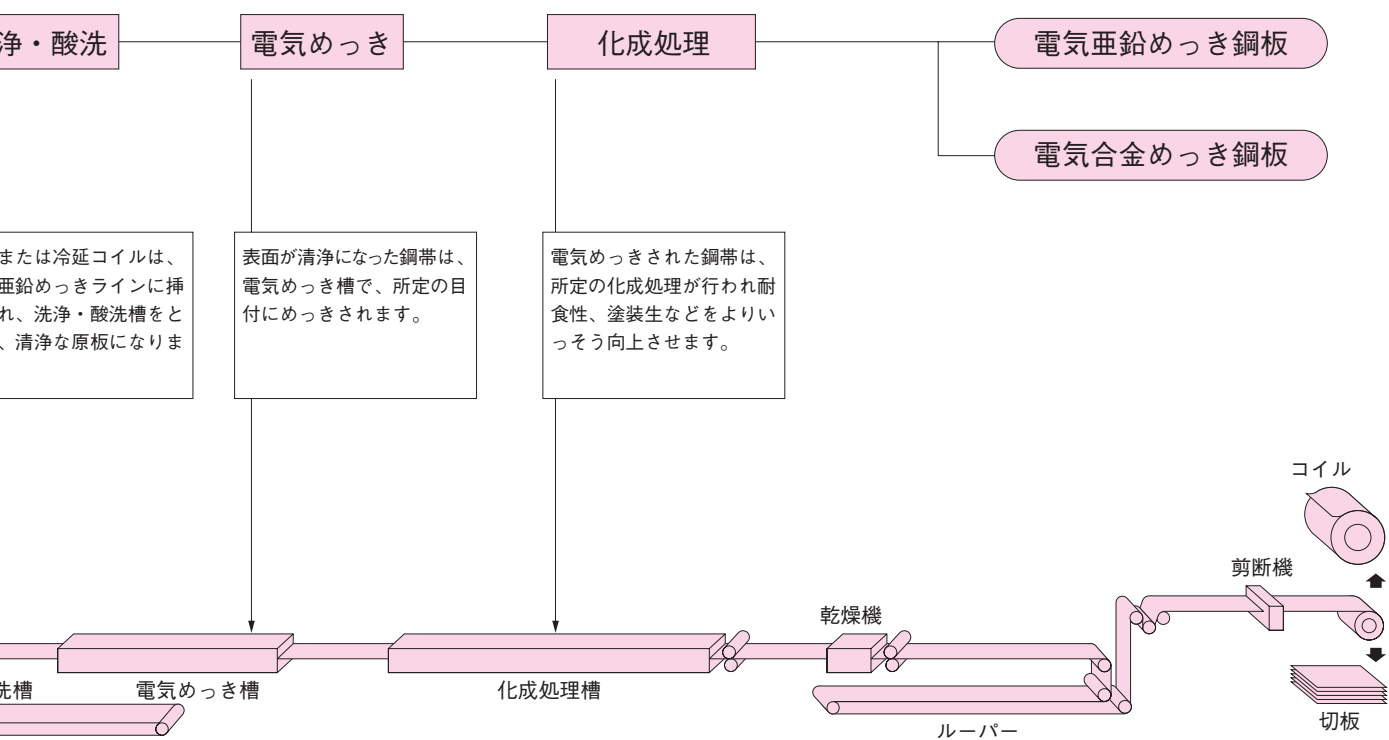 浄・酸洗
電気めっき
化成処理
電気亜鉛めっき鋼板
電気合金めっき鋼板
または冷延コイルは、
亜鉛めっきラインに挿
れ、洗浄・酸洗槽をと
、清浄な原板になりま
表面が清浄になった鋼帯は、
電気めっき槽で、所定の目
付にめっきされます。
電気めっきされた鋼帯は、
所定の化成処理が行われ耐
食性、塗装生などをよりい
っそう向上させます。
コイル
剪断機
乾燥機
洗槽
電気めっき槽
化成処理槽
ルーパー
切板